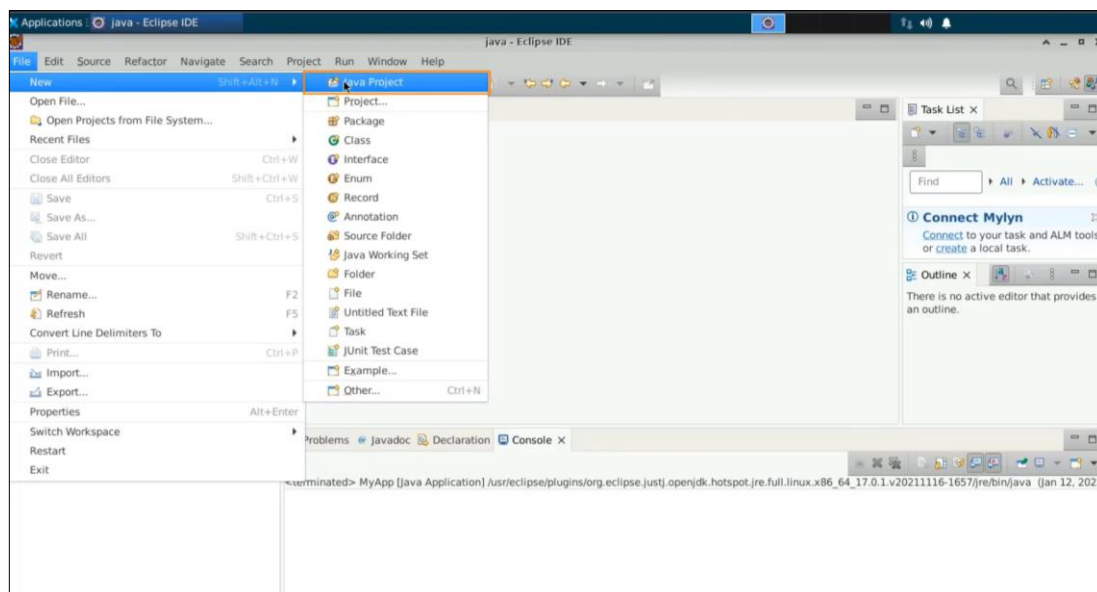 Applications : java - Eclipse IDE
java - Eclipse IDE
File Edit Source Refactor Navigate Search Project Run Window Help
New Shift+Alt+N
Open File...
Open Projects from File System...
Recent Files
Close Editor Ctrl+W
Close All Editors Shift+Ctrl+W
Save Ctrl+S
Save As...
Save All Shift+Ctrl+S
Revert
Move...
Rename... F2
Refresh F5
Convert Line Delimiters To
Print... Ctrl+P
Import...
Export...
Properties Alt+Enter
Switch Workspace
Restart
Exit
Java Project
Project...
Package
Class
Interface
Enum
Record
Annotation
Source Folder
Java Working Set
Folder
File
Untitled Text File
Task
JUnit Test Case
Example...
Other... Ctrl+N
Task List
Find All Activate...
Connect Mylyn
Connect to your task and ALM tools
or create a local task.
Outline
There is no active editor that provides
an outline.
Problems Javadoc Declaration Console
<terminated> MyApp [Java Application] /usr/eclipse/plugins/org.eclipse.justj.openjdk.hotspot.jre.full.linux.x86_64_17.0.1.v20211116-1657/jre/bin/java (Jan 12, 202